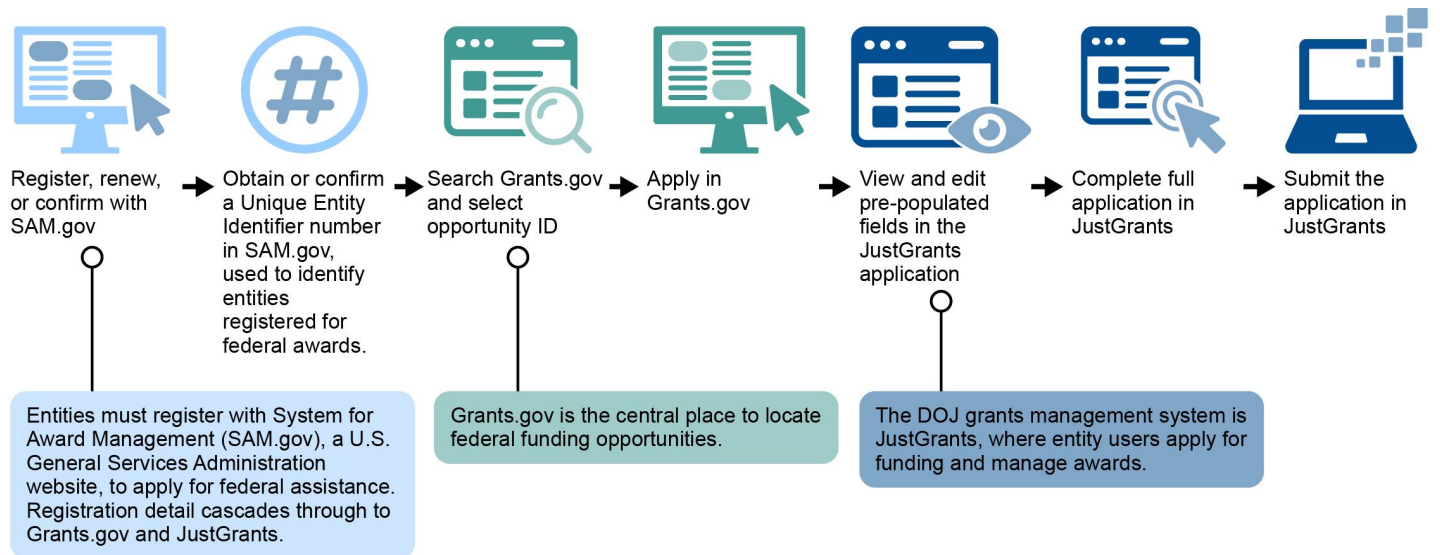 #
Register, renew,
or confirm with
SAM.gov
Obtain or confirm
a Unique Entity
Identifier number
in SAM.gov,
used to identify
entities
registered for
federal awards.
Search Grants.gov
and select
opportunity ID
Apply in
Grants.gov
View and edit
pre-populated
fields in the
JustGrants
application
Complete full
application in
JustGrants
Submit the
application in
JustGrants
Entities must register with System for
Award Management (SAM.gov), a U.S.
General Services Administration
website, to apply for federal assistance.
Registration detail cascades through to
Grants.gov and JustGrants.
Grants.gov is the central place to locate
federal funding opportunities.
The DOJ grants management system is
JustGrants, where entity users apply for
funding and manage awards.